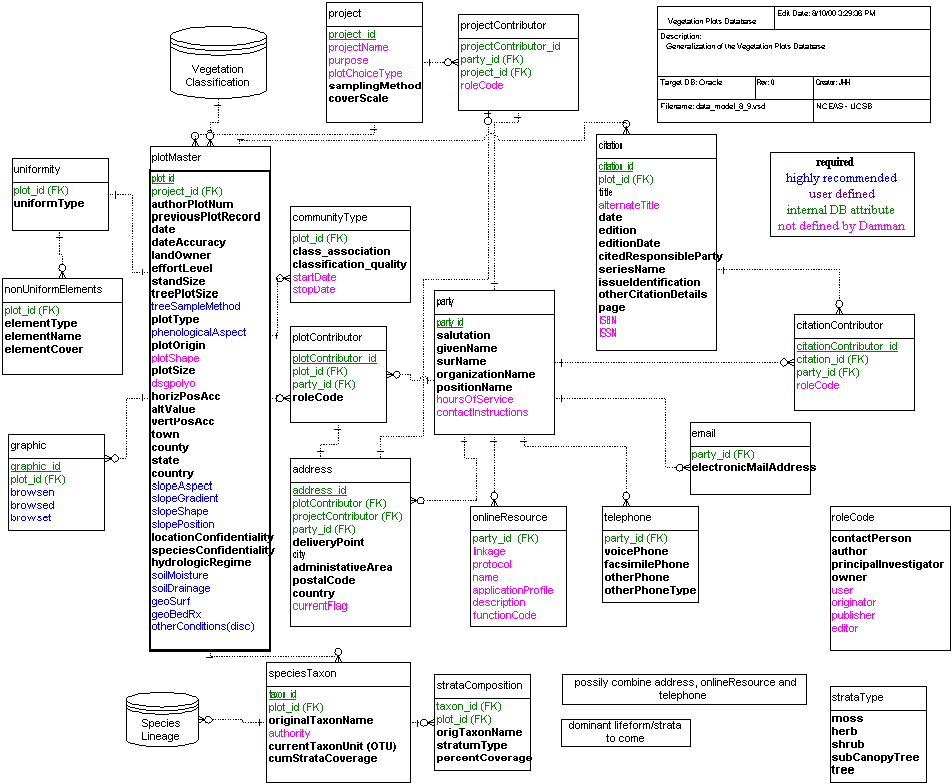 project
project_id
projectName
purpose
plotChoiceType
samplingMethod
coverScale
projectContributor
projectContributor_id
party_id (FK)
project_id (FK)
roleCode
Vegetation Plots Database
Edit Date: 8/10/00 3:29:36 PM
Description:
Generalization of the Vegetation Plots Database
Target DB: Oracle
Rev: 0
Creator: JHH
Filename: data_model_8_9.vsd
NCEAS - UCSB
Vegetation
Classification
required
highly recommended
user defined
internal DB attribute
not defined by Damman
uniformity
plot_id (FK)
uniformType
nonUniformElements
plot_id (FK)
elementType
elementName
elementCover
graphic
graphic_id
plot_id (FK)
browsen
browsed
browset
plotMaster
plot_id
project_id (FK)
authorPlotNum
previousPlotRecord
date
dateAccuracy
landOwner
effortLevel
standSize
treePlotSize
treeSampleMethod
plotType
phenologicalAspect
plotOrigin
plotShape
plotSize
dsgpolyo
horizPosAcc
altValue
vertPosAcc
town
county
state
country
slopeAspect
slopeGradient
slopeShape
slopePosition
locationConfidentiality
speciesConfidentiality
hydrologicRegime
soilMoisture
soilDrainage
geoSurf
geoBedRx
otherConditions(disc)
communityType
plot_id (FK)
class_association
classification_quality
startDate
stopDate
plotContributor
plotContributor_id
plot_id (FK)
party_id (FK)
roleCode
address
address_id
plotContributor (FK)
projectContributor (FK)
party_id (FK)
deliveryPoint
city
administativeArea
postalCode
country
currentFlag
party
party_id
salutation
givenName
surName
organizationName
positionName
hoursOfService
contactInstructions
citation
citation_id
plot_id (FK)
title
alternateTitle
date
edition
editionDate
citedResponsibleParty
seriesName
issueIdentification
otherCitationDetails
page
ISBN
ISSN
citationContributor
citationContributor_id
citation_id (FK)
party_id (FK)
roleCode
email
party_id (FK)
electronicMailAddress
onlineResource
party_id (FK)
linkage
protocol
name
applicationProfile
description
functionCode
telephone
party_id (FK)
voicePhone
facsimilePhone
otherPhone
otherPhoneType
roleCode
contactPerson
author
principalInvestigator
owner
user
originator
publisher
editor
Species
Lineage
speciesTaxon
taxon_id
plot_id (FK)
originalTaxonName
authority
currentTaxonUnit (OTU)
cumStrataCoverage
strataComposition
taxon_id (FK)
plot_id (FK)
origTaxonName
stratumType
percentCoverage
possily combine address, onlineResource and
telephone
dominant lifeform/strata
to come
strataType
moss
herb
shrub
subCanopyTree
tree